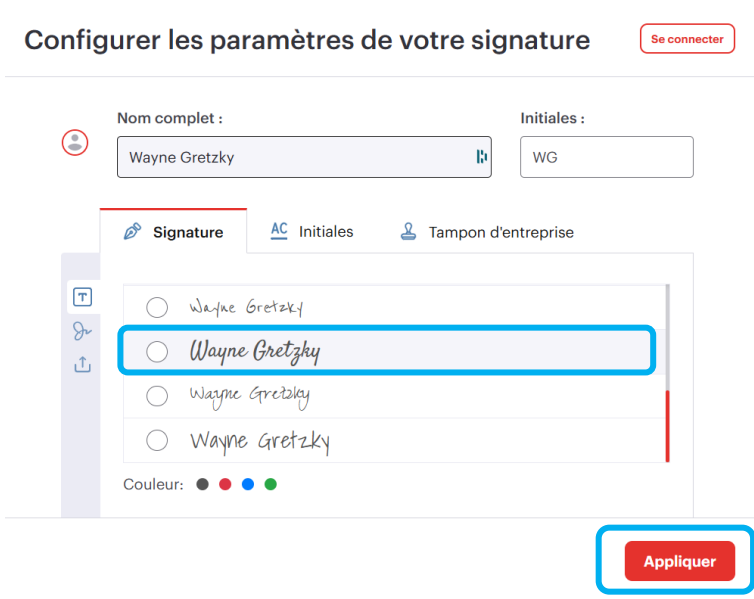 Configurer les paramètres de votre signature
Se connecter
Nom complet :
Initiales :
Wayne Gretzky
WG
Signature
AC Initiales
Tampon d'entreprise
T
Wayne Gretzky
Wayne Gretzky
Wayne Gretzky
Wayne Gretzky
Couleur:
Appliquer